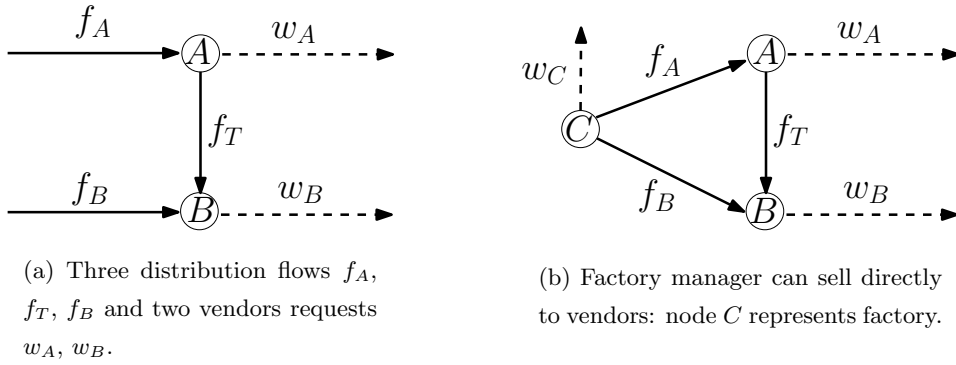 f_A
A
w_A
f_T
f_B
B
w_B
(a) Three distribution flows f_A,
f_T, f_B and two vendors requests
w_A, w_B.
w_C
C
f_A
A
w_A
f_T
f_B
B
w_B
(b) Factory manager can sell directly
to vendors: node C represents factory.